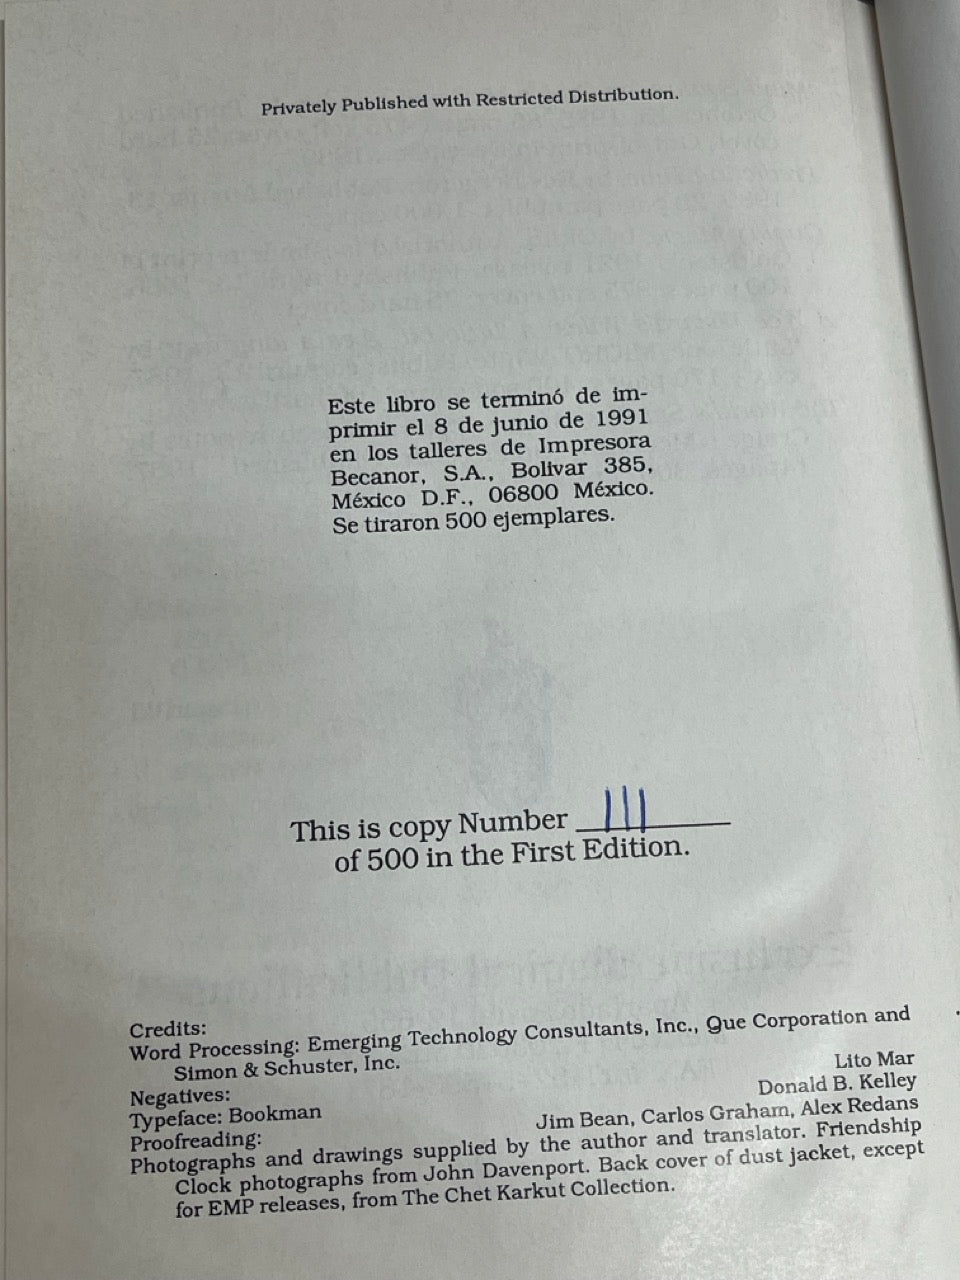 Privately Published with Restricted Distribution.
Este libro se terminó de im-
primir el 8 de junio de 1991
en los talleres de Impresora
Becanor, S.A., Bolivar 385,
México D.F., 06800 México.
Se tiraron 500 ejemplares.
This is copy Number 111
of 500 in the First Edition.
Credits:
Word Processing: Emerging Technology Consultants, Inc., Que Corporation and
Simon & Schuster, Inc.
Negatives: Lito Mar
Typeface: Bookman Donald B. Kelley
Proofreading: Jim Bean, Carlos Graham, Alex Redans
Photographs and drawings supplied by the author and translator. Friendship
Clock photographs from John Davenport. Back cover of dust jacket, except
for EMP releases, from The Chet Karkut Collection.